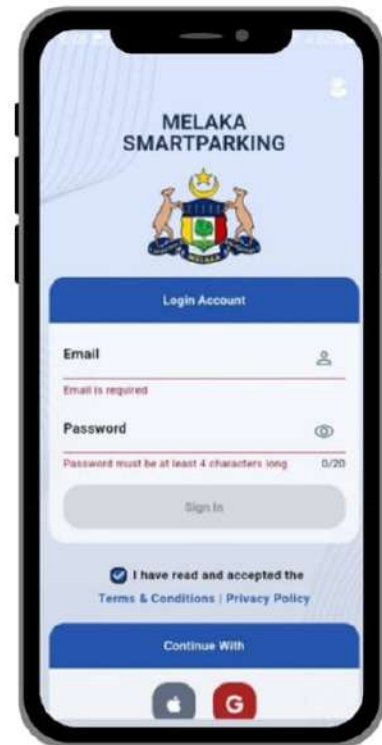 MELAKA
SMARTPARKING
MELAKA
Login Account
Email
Email is required
Password
Password must be at least 4 characters long 0/20
Sign In
I have read and accepted the
Terms & Conditions | Privacy Policy
Continue With
G